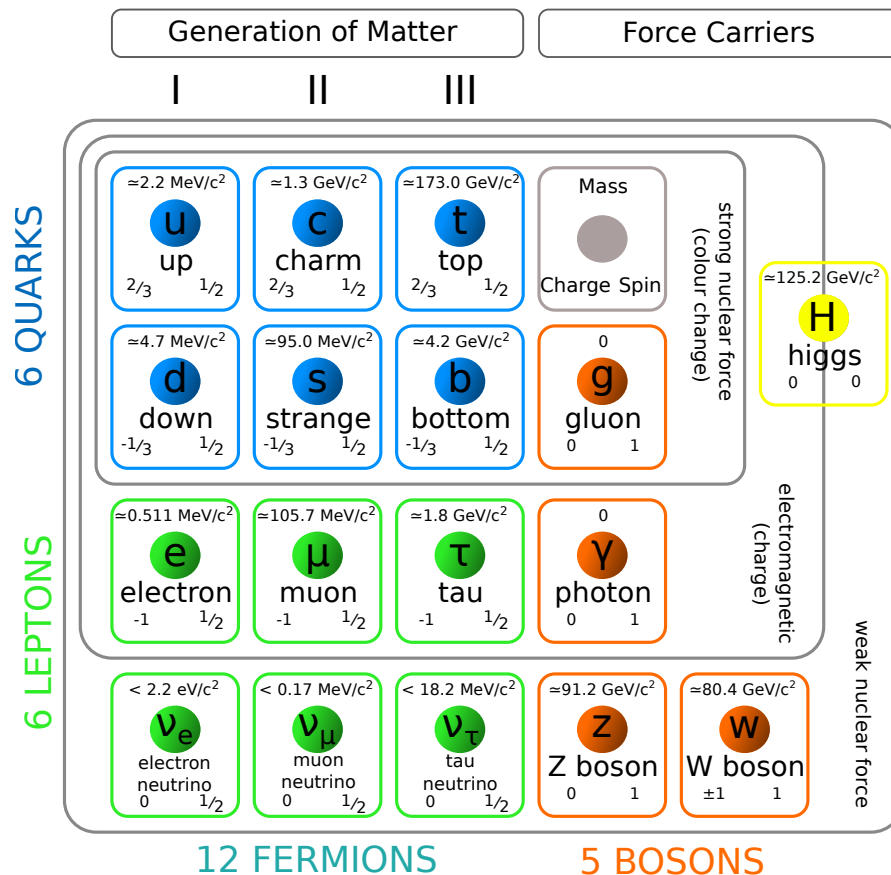 Generation of Matter
Force Carriers
I
II
III
6 QUARKS
≃2.2 MeV/c²
u
up
2/3 1/2
≃1.3 GeV/c²
c
charm
2/3 1/2
≃173.0 GeV/c²
t
top
2/3 1/2
Mass
Charge Spin
strong nuclear force
(colour change)
≃125.2 GeV/c²
H
higgs
0 0
≃4.7 MeV/c²
d
down
-1/3 1/2
≃95.0 MeV/c²
s
strange
-1/3 1/2
≃4.2 GeV/c²
b
bottom
-1/3 1/2
0
g
gluon
0 1
6 LEPTONS
≃0.511 MeV/c²
e
electron
-1 1/2
≃105.7 MeV/c²
μ
muon
-1 1/2
≃1.8 GeV/c²
τ
tau
-1 1/2
0
γ
photon
0 1
electromagnetic
(charge)
< 2.2 eV/c²
νe
electron
neutrino
0 1/2
< 0.17 MeV/c²
νμ
muon
neutrino
0 1/2
< 18.2 MeV/c²
ντ
tau
neutrino
0 1/2
≃91.2 GeV/c²
z
Z boson
0 1
≃80.4 GeV/c²
w
W boson
±1 1
weak nuclear force
12 FERMIONS
5 BOSONS